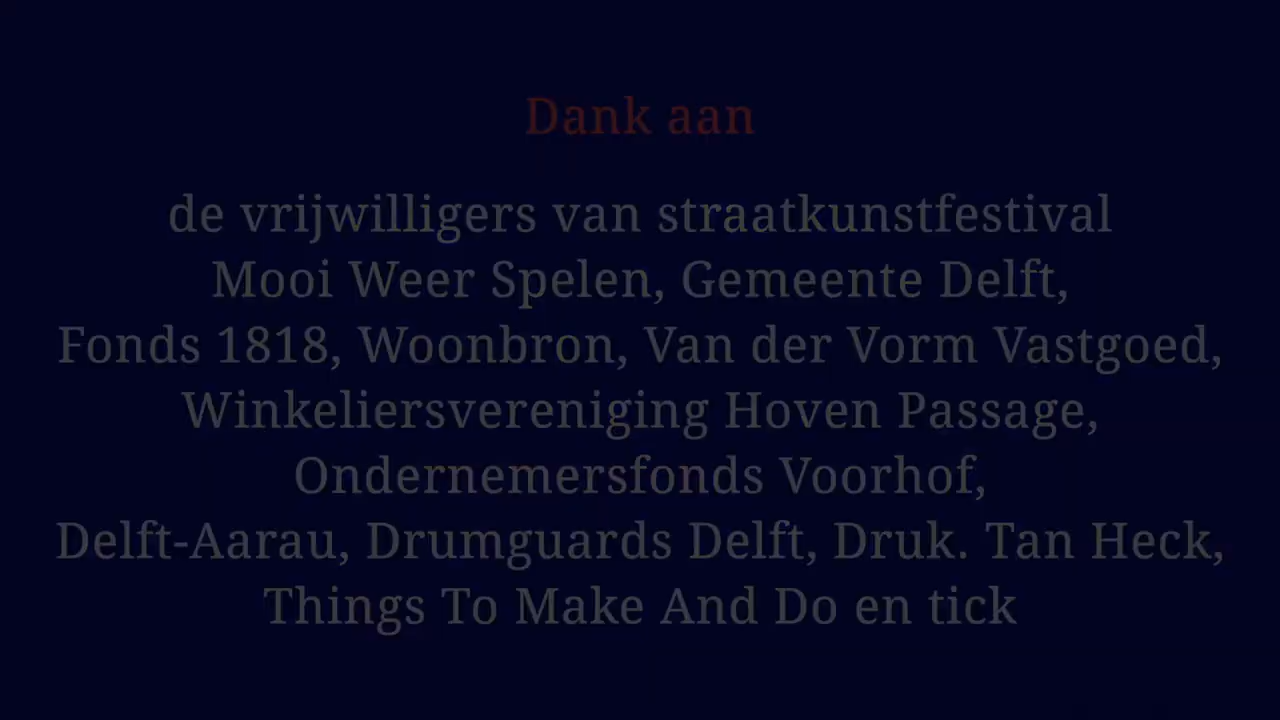 Dank aan
de vrijwilligers van straatkunstfestival
Mooi Weer Spelen, Gemeente Delft,
Fonds 1818, Woonbron, Van der Vorm Vastgoed,
Winkeliersvereniging Hoven Passage,
Ondernemersfonds Voorhof,
Delft-Aarau, Drumguards Delft, Druk. Tan Heck,
Things To Make And Do en tick